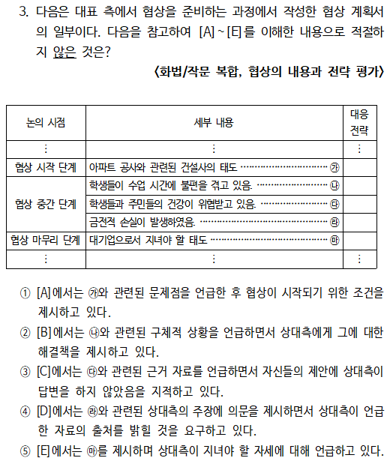 3. 다음은 대표 측에서 협상을 준비하는 과정에서 작성한 협상 계획서
의 일부이다. 다음을 참고하여 [A]~[E]를 이해한 내용으로 적절하
지 않은 것은?
<화법/작문 복합, 협상의 내용과 전략 평가>
논의 시점 세부 내용 대응 전략
⋮ ⋮ ⋮
협상 시작 단계 아파트 공사와 관련된 건설사의 태도 ················ ㉮
협상 중간 단계 학생들이 수업 시간에 불편을 겪고 있음. ················ ㉯
학생들과 주민들의 건강이 위협받고 있음. ················ ㉰
금전적 손실이 발생하였음. ················ ㉱
협상 마무리 단계 대기업으로서 지녀야 할 태도 ················ ㉲
⋮ ⋮ ⋮
① [A]에서는 ㉮와 관련된 문제점을 언급한 후 협상이 시작되기 위한 조건을
제시하고 있다.
② [B]에서는 ㉯와 관련된 구체적 상황을 언급하면서 상대측에게 그에 대한
해결책을 제시하고 있다.
③ [C]에서는 ㉰와 관련된 근거 자료를 언급하면서 자신들의 제안에 상대측이
답변을 하지 않았음을 지적하고 있다.
④ [D]에서는 ㉱와 관련된 상대측의 주장에 의문을 제시하면서 상대측이 언급
한 자료의 출처를 밝힐 것을 요구하고 있다.
⑤ [E]에서는 ㉲를 제시하며 상대측이 지녀야 할 자세에 대해 언급하고 있다.